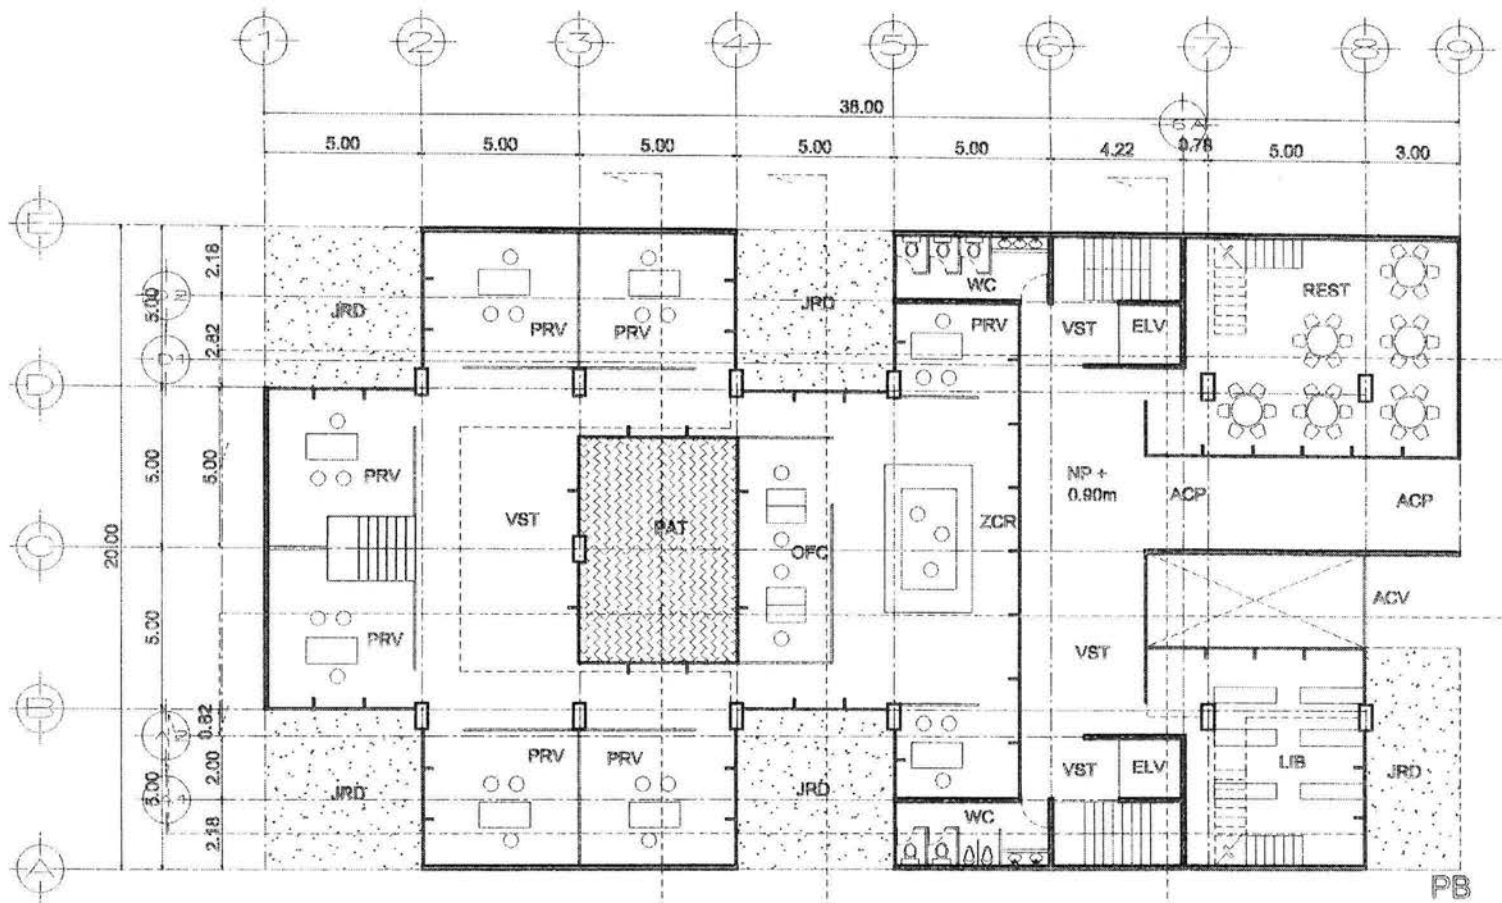 1 2 3 4 5 6 7 8 9
38.00
6A
5.00 5.00 5.00 5.00 5.00 4.22 0.78 5.00 3.00
E
D
C
B
A
20.00
5.00
5.00
5.00
5.00
2.18
2.82
5.00
0.82
2.00
2.18
JRD
PRV
PRV
JRD
WC
PRV
VST
ELV
REST
PRV
VST
PAT
OFC
ZCR
NP +
0.90m
ACP
ACP
PRV
VST
ACV
JRD
PRV
PRV
JRD
WC
VST
ELV
LIB
JRD
PB